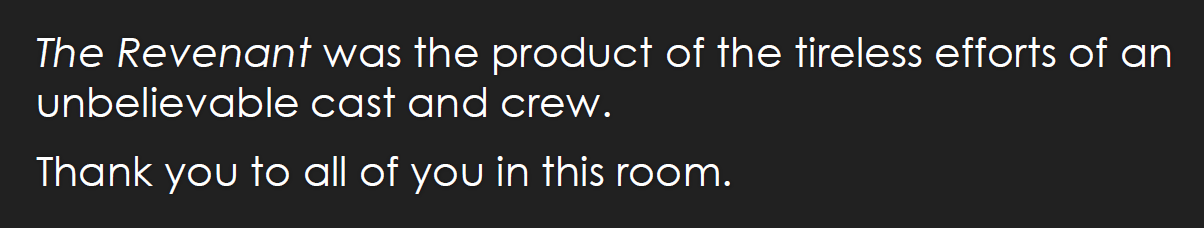 The Revenant was the product of the tireless efforts of an
unbelievable cast and crew.
Thank you to all of you in this room.